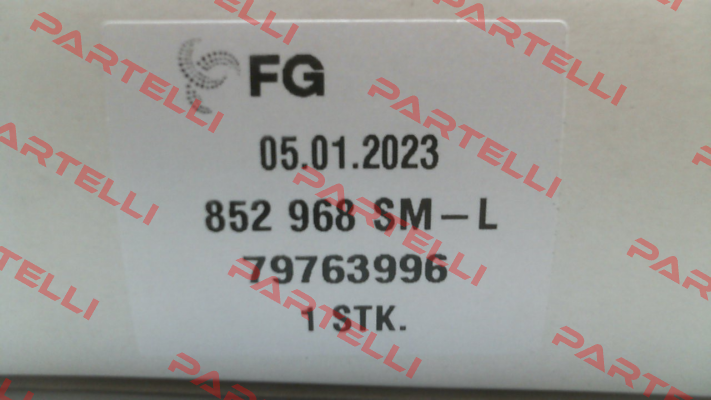 FG
05.01.2023
852 968 SM-L
79763996
1 STK.
PARTELLI
PARTELLI
PARTELLI
PARTELLI
PARTELLI
PARTELLI
PARTELLI
PARTELLI
PARTELLI